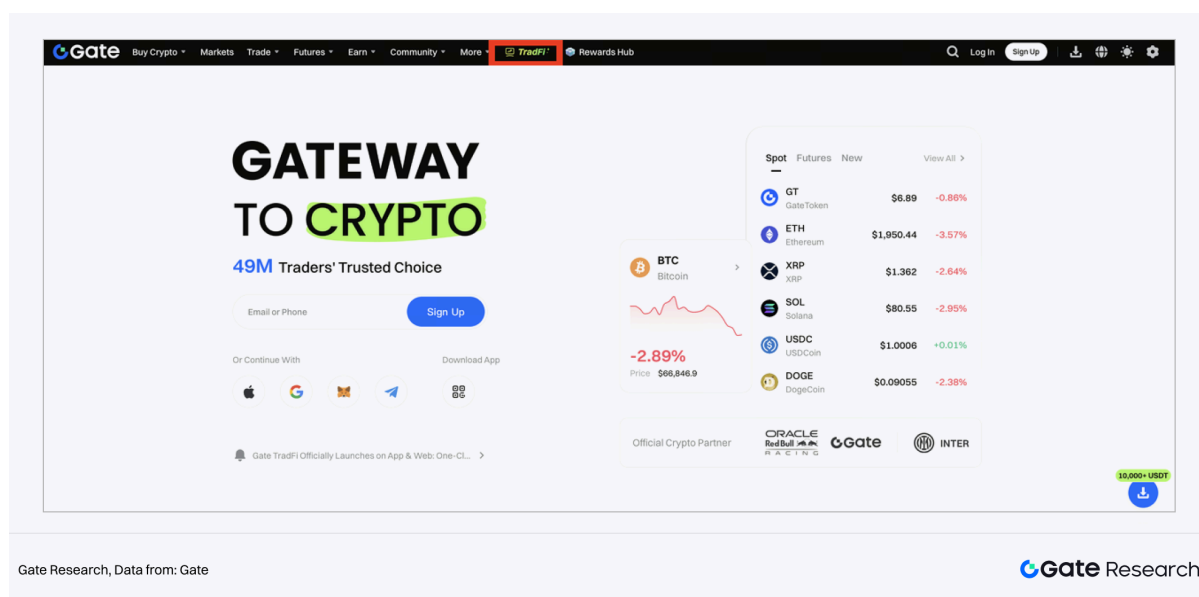 Gate Buy Crypto Markets Trade Futures Earn Community More TradFi Rewards Hub Log In Sign Up
GATEWAY
TO CRYPTO
49M Traders' Trusted Choice
Email or Phone Sign Up
Or Continue With Download App
Gate TradFi Officially Launches on App & Web: One-Cl...
BTC
Bitcoin
-2.89%
Price $66,846.9
Spot Futures New View All
GT
GateToken
$6.89 -0.86%
ETH
Ethereum
$1,950.44 -3.57%
XRP
XRP
$1.362 -2.64%
SOL
Solana
$80.55 -2.95%
USDC
USDCoin
$1.0006 +0.01%
DOGE
DogeCoin
$0.09055 -2.38%
Official Crypto Partner
ORACLE
Red Bull
RACING
Gate
INTER
10,000+ USDT
Gate Research, Data from: Gate
Gate Research